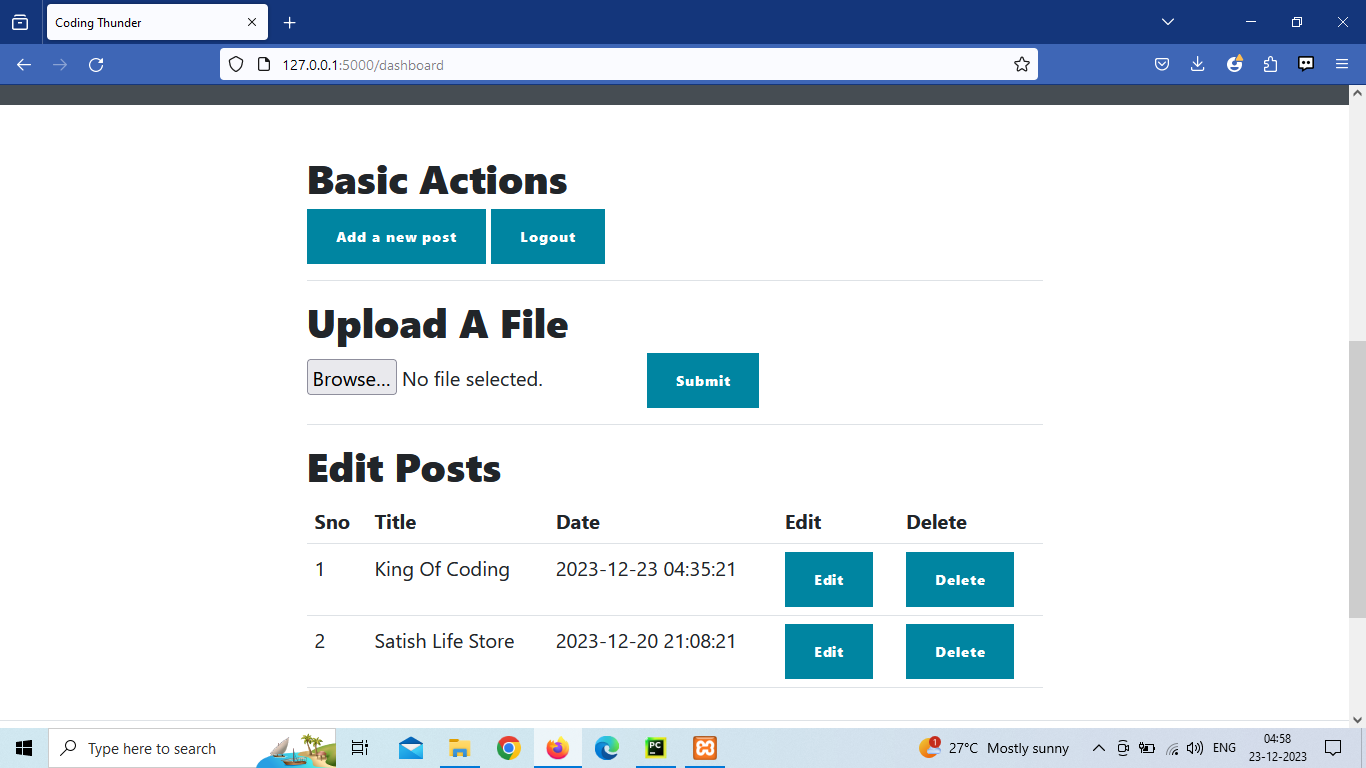 Coding Thunder
127.0.0.1:5000/dashboard
Basic Actions
Add a new post Logout
Upload A File
Browse... No file selected. Submit
Edit Posts
Sno Title Date Edit Delete
1 King Of Coding 2023-12-23 04:35:21 Edit Delete
2 Satish Life Store 2023-12-20 21:08:21 Edit Delete
Type here to search PC 1 27°C Mostly sunny ENG 04:58
23-12-2023